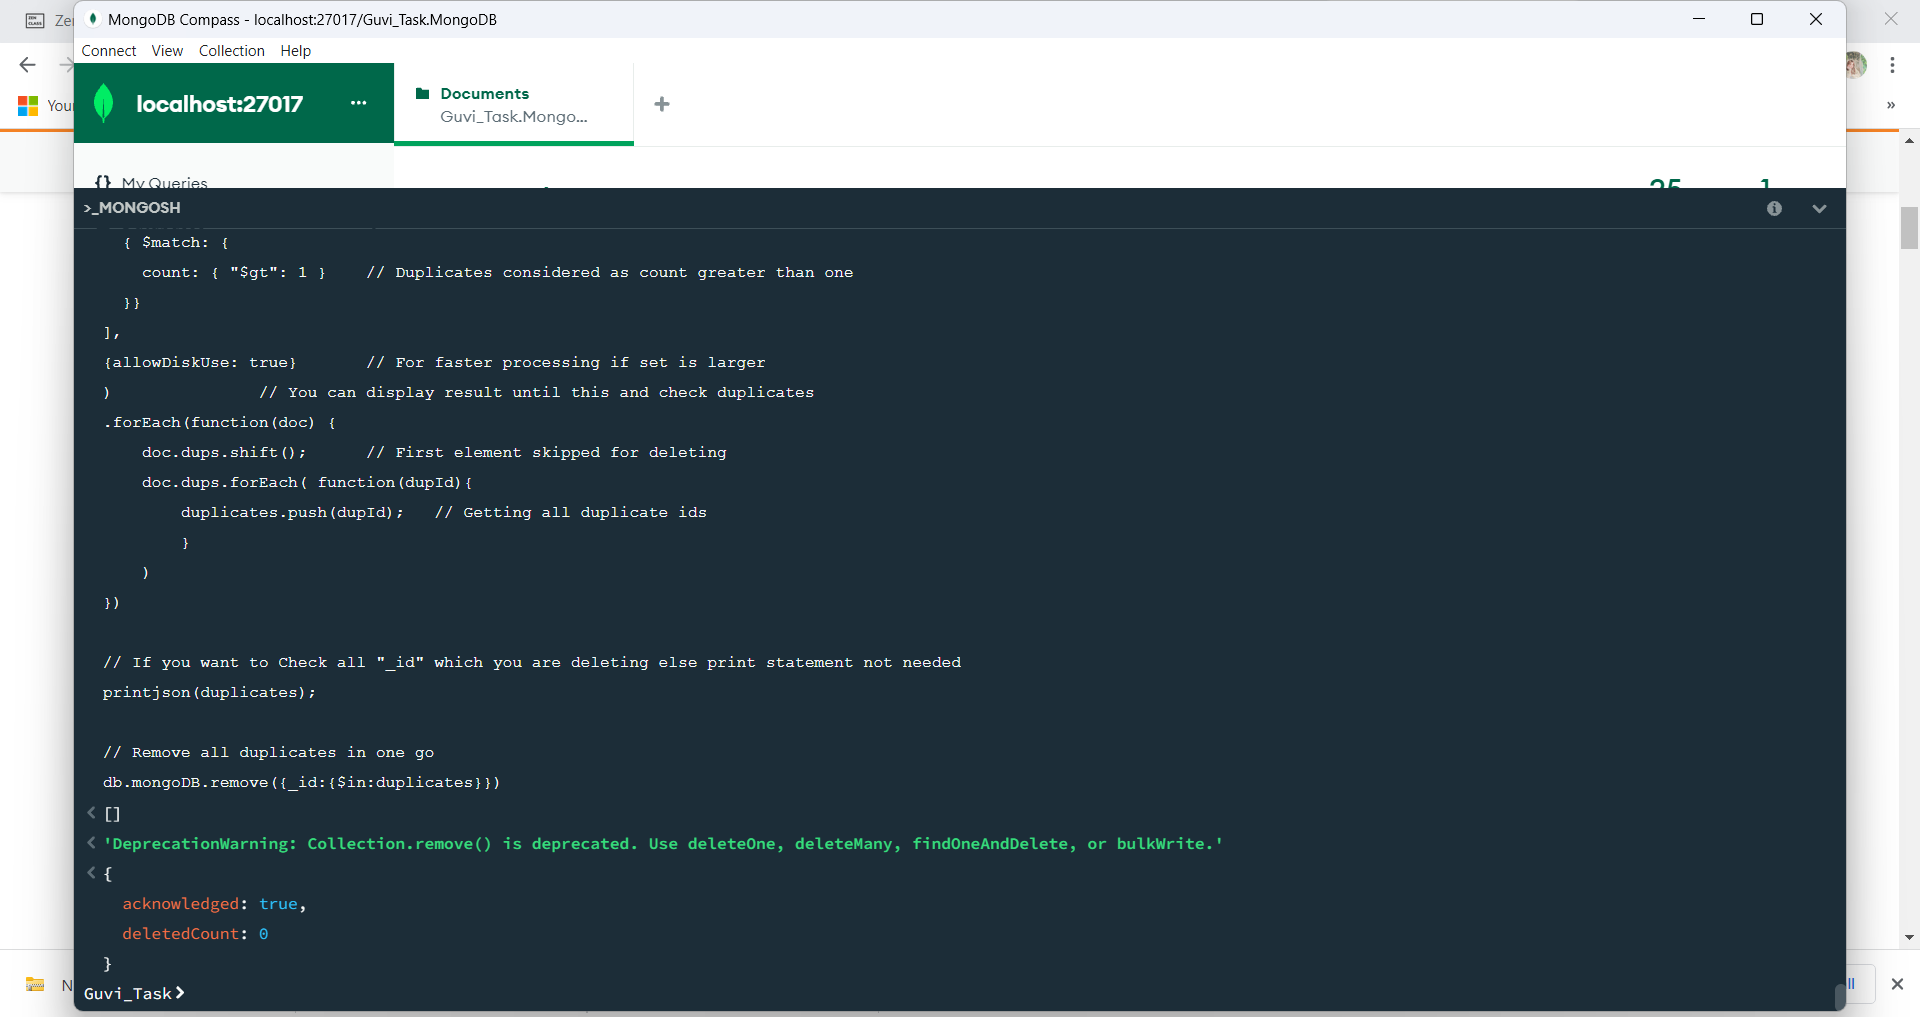 MongoDB Compass - localhost:27017/Guvi_Task.MongoDB
Connect View Collection Help
localhost:27017 ...
Documents
Guvi_Task.Mongo...
{} My Queries
25 1
>_MONGOSH
{ $match: {
count: { "$gt": 1 } // Duplicates considered as count greater than one
}}
],
{allowDiskUse: true} // For faster processing if set is larger
) // You can display result until this and check duplicates
.forEach(function(doc) {
doc.dups.shift(); // First element skipped for deleting
doc.dups.forEach( function(dupId){
duplicates.push(dupId); // Getting all duplicate ids
}
)
})
// If you want to Check all "_id" which you are deleting else print statement not needed
printjson(duplicates);
// Remove all duplicates in one go
db.mongoDB.remove({_id:{$in:duplicates}})
< []
< 'DeprecationWarning: Collection.remove() is deprecated. Use deleteOne, deleteMany, findOneAndDelete, or bulkWrite.'
< {
acknowledged: true,
deletedCount: 0
}
Guvi_Task>